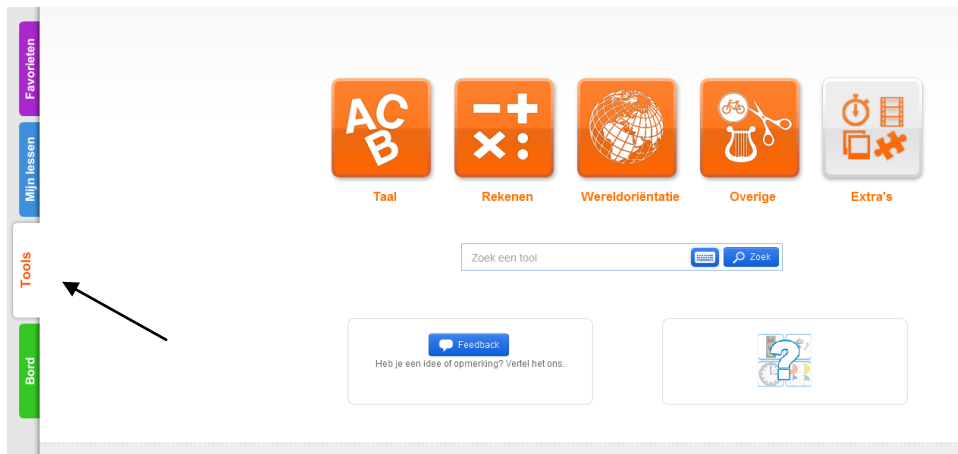 Favorieten
Mijn lessen
Tools
Bord
ACB
Taal
Rekenen
Wereldoriëntatie
Overige
Extra's
Zoek een tool
Zoek
Feedback
Heb je een idee of opmerking? Vertel het ons.
?